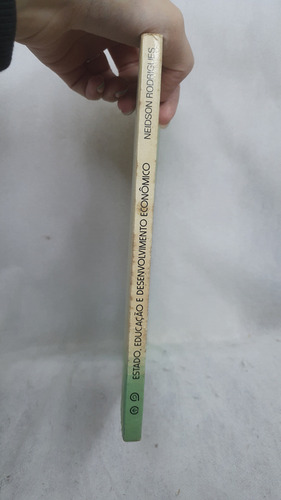 NEIDSON RODRIGUES
ESTADO, EDUCAÇÃO E DESENVOLVIMENTO ECONÔMICO